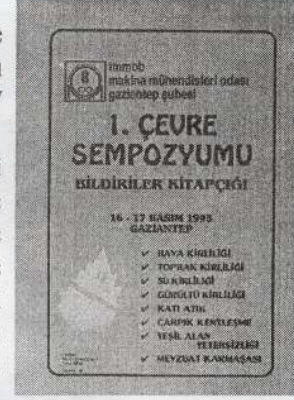 tmmob
makina mühendisleri odası
gaziantep şubesi
1. ÇEVRE
SEMPOZYUMU
BİLDİRİLER KİTAPÇIĞI
16 - 17 KASIM 1995
GAZİANTEP
✓ HAVA KİRLİLİĞİ
✓ TOPRAK KİRLİLİĞİ
✓ SU KİRLİLİĞİ
✓ GÜRÜLTÜ KİRLİLİĞİ
✓ KATI ATIK
✓ ÇARPIK KENTLEŞME
✓ YEŞİL ALAN
YETERSİZLİĞİ
✓ MEVZUAT KARMAŞASI